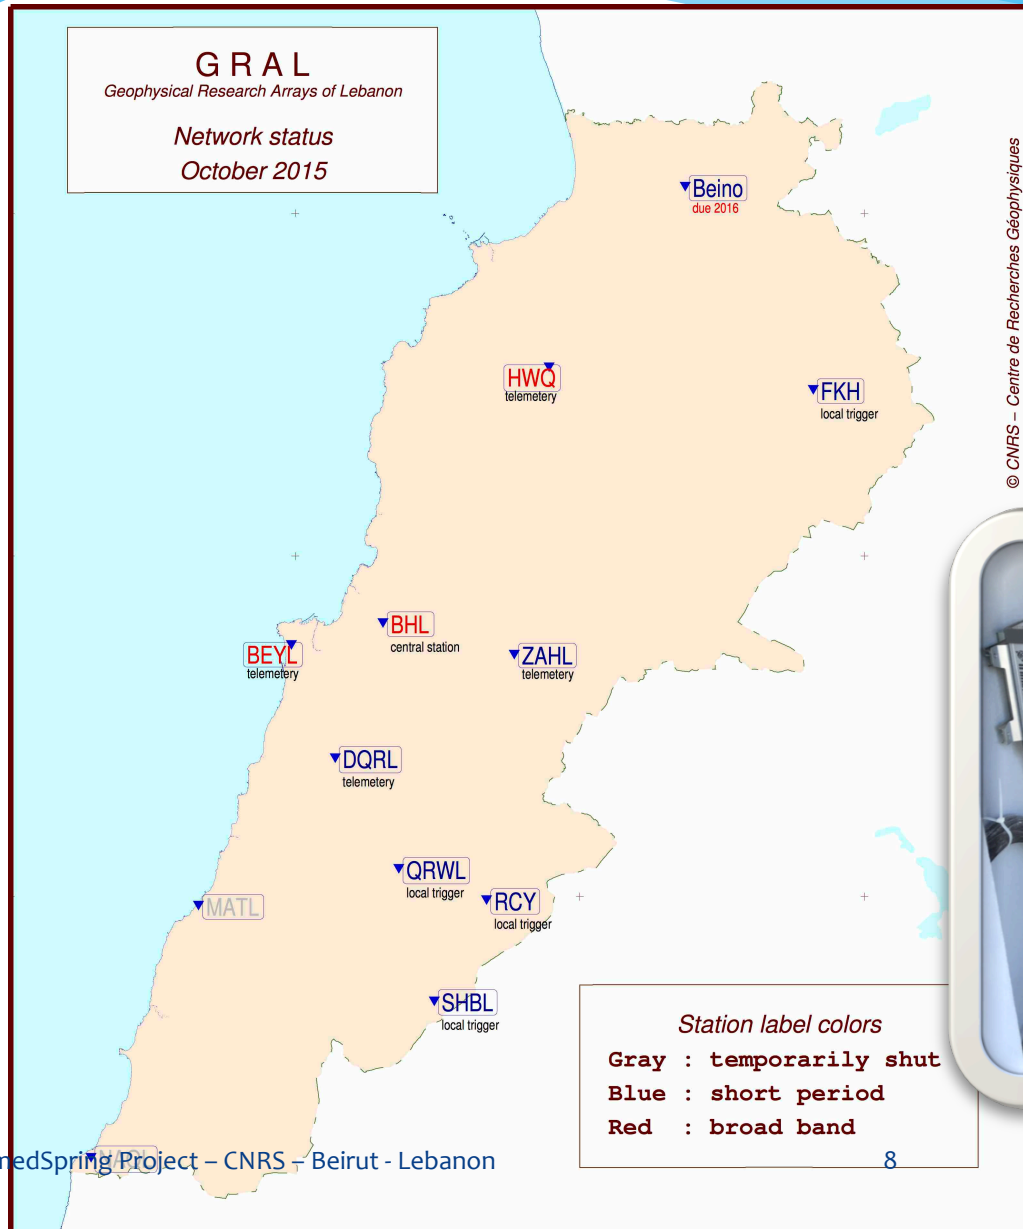 G R A L
Geophysical Research Arrays of Lebanon
Network status
October 2015
© CNRS – Centre de Recherches Géophysiques
Beino
due 2016
HWQ
telemetery
FKH
local trigger
BHL
central station
BEYL
telemetery
ZAHL
telemetery
DQRL
telemetery
QRWL
local trigger
RCY
local trigger
MATL
SHBL
local trigger
Station label colors
Gray : temporarily shut
Blue : short period
Red : broad band
medSpring Project – CNRS – Beirut - Lebanon
8